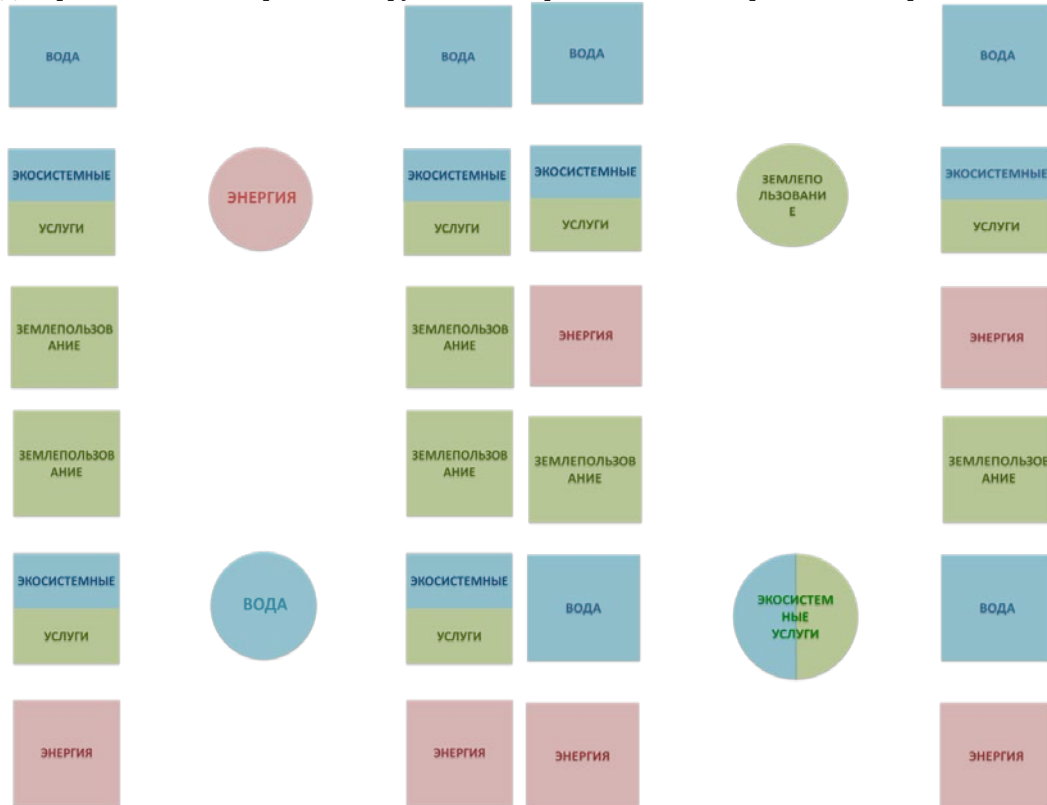 ВОДА
ВОДА
ВОДА
ВОДА
ЭКОСИСТЕМНЫЕ
УСЛУГИ
ЭНЕРГИЯ
ЭКОСИСТЕМНЫЕ
УСЛУГИ
ЭКОСИСТЕМНЫЕ
УСЛУГИ
ЗЕМЛЕПО
ЛЬЗОВАНИ
Е
ЭКОСИСТЕМНЫЕ
УСЛУГИ
ЗЕМЛЕПОЛЬЗОВ
АНИЕ
ЗЕМЛЕПОЛЬЗОВ
АНИЕ
ЭНЕРГИЯ
ЭНЕРГИЯ
ЗЕМЛЕПОЛЬЗОВ
АНИЕ
ЗЕМЛЕПОЛЬЗОВ
АНИЕ
ЗЕМЛЕПОЛЬЗОВ
АНИЕ
ЗЕМЛЕПОЛЬЗОВ
АНИЕ
ЭКОСИСТЕМНЫЕ
УСЛУГИ
ВОДА
ЭКОСИСТЕМНЫЕ
УСЛУГИ
ВОДА
ЭКОСИСТЕМ
НЫЕ
УСЛУГИ
ВОДА
ЭНЕРГИЯ
ЭНЕРГИЯ
ЭНЕРГИЯ
ЭНЕРГИЯ